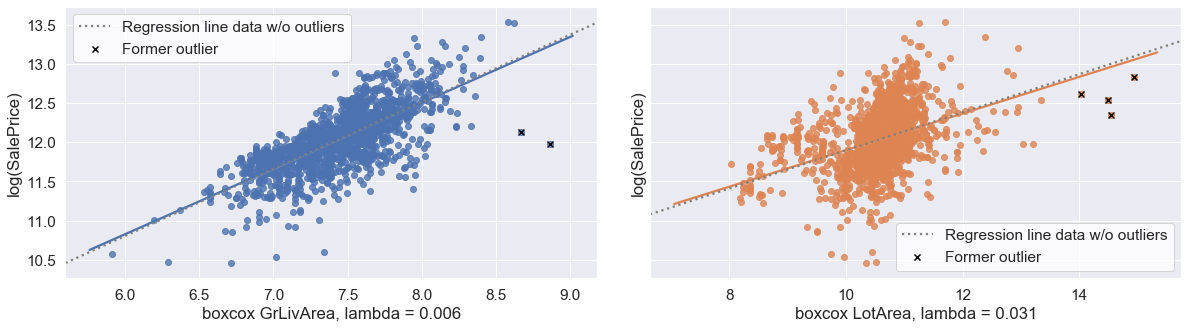 log(SalePrice)
13.5
13.0
12.5
12.0
11.5
11.0
10.5
Regression line data w/o outliers
Former outlier
6.0 6.5 7.0 7.5 8.0 8.5 9.0
boxcox GrLivArea, lambda = 0.006
log(SalePrice)
Regression line data w/o outliers
Former outlier
8 10 12 14
boxcox LotArea, lambda = 0.031